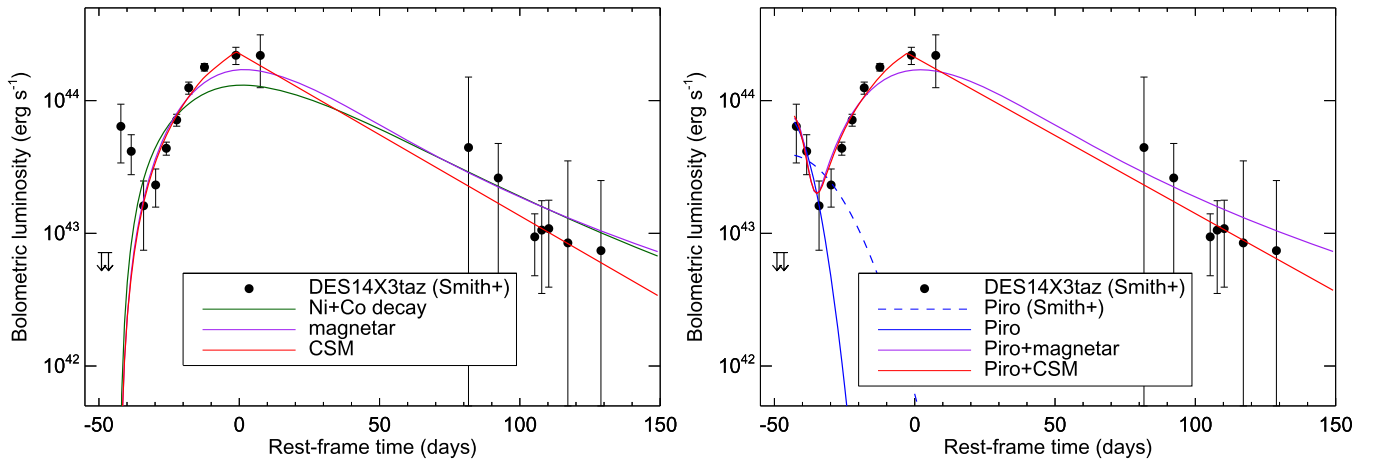 Bolometric luminosity (erg s⁻¹)
10⁴⁴
10⁴³
10⁴²
DES14X3taz (Smith+)
Ni+Co decay
magnetar
CSM
-50 0 50 100 150
Rest-frame time (days)
Bolometric luminosity (erg s⁻¹)
10⁴⁴
10⁴³
10⁴²
DES14X3taz (Smith+)
Piro (Smith+)
Piro
Piro+magnetar
Piro+CSM
-50 0 50 100 150
Rest-frame time (days)